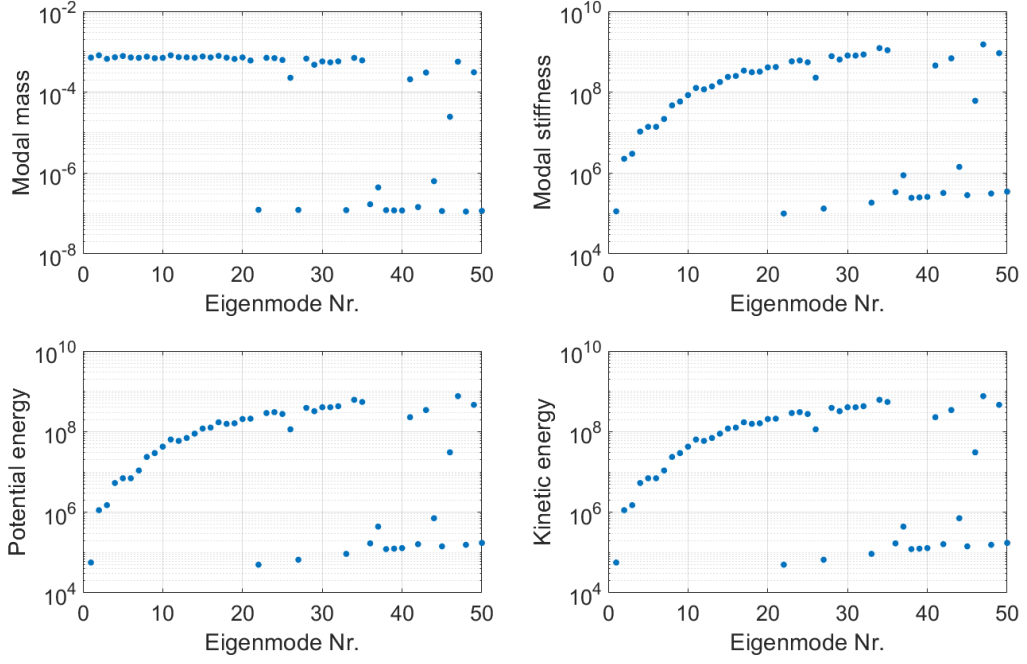 Modal mass
10^-2
10^-4
10^-6
10^-8
0 10 20 30 40 50
Eigenmode Nr.
Modal stiffness
10^10
10^8
10^6
10^4
0 10 20 30 40 50
Eigenmode Nr.
Potential energy
10^10
10^8
10^6
10^4
0 10 20 30 40 50
Eigenmode Nr.
Kinetic energy
10^10
10^8
10^6
10^4
0 10 20 30 40 50
Eigenmode Nr.